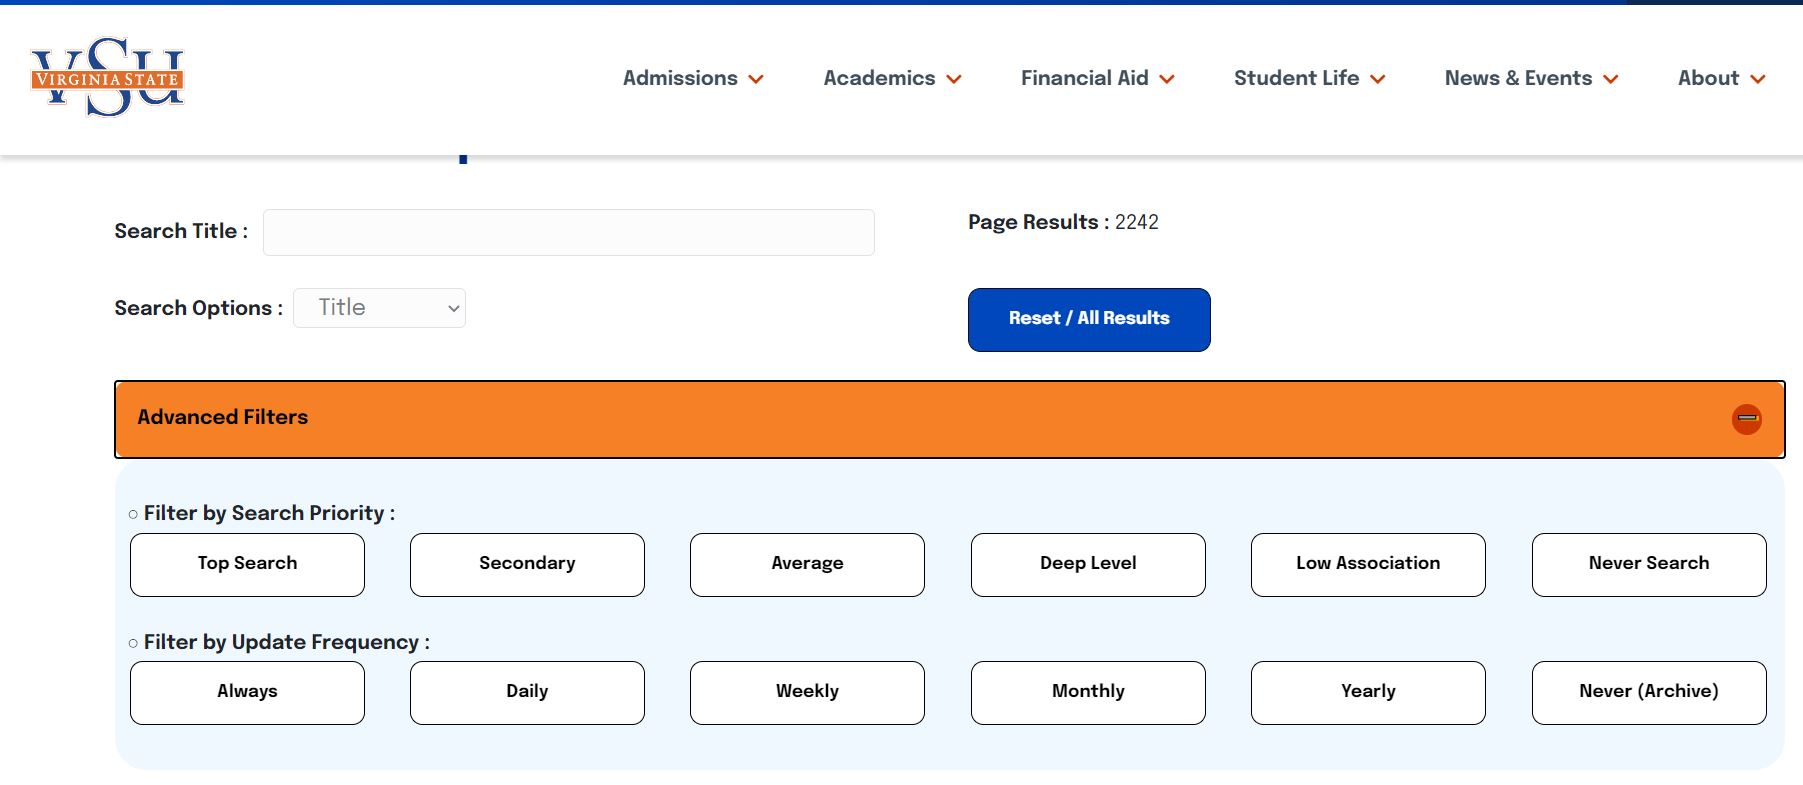 VSU
VIRGINIA STATE
Admissions
Academics
Financial Aid
Student Life
News & Events
About
Search Title :
Page Results : 2242
Search Options :
Title
Reset / All Results
Advanced Filters
Filter by Search Priority :
Top Search
Secondary
Average
Deep Level
Low Association
Never Search
Filter by Update Frequency :
Always
Daily
Weekly
Monthly
Yearly
Never (Archive)